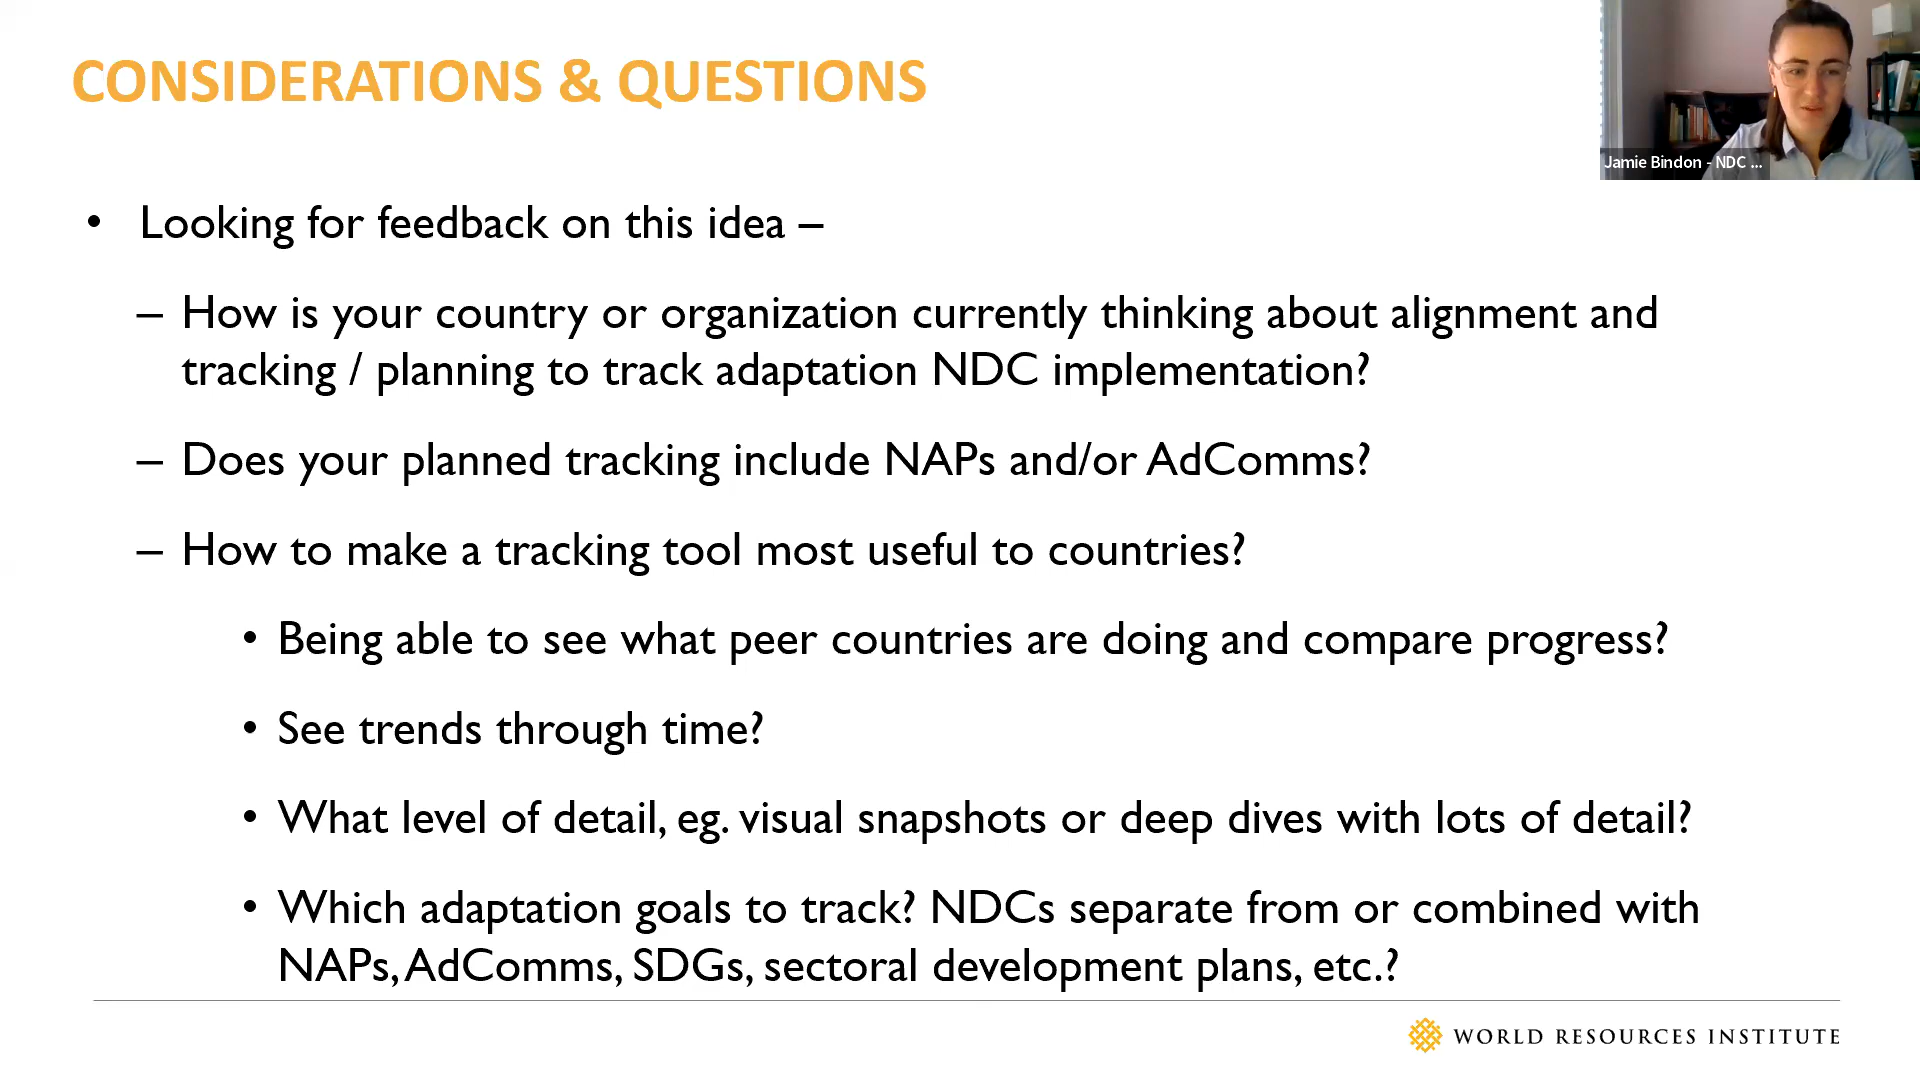 CONSIDERATIONS & QUESTIONS
Jamie Bindon - NDC ...
• Looking for feedback on this idea –
– How is your country or organization currently thinking about alignment and
tracking / planning to track adaptation NDC implementation?
– Does your planned tracking include NAPs and/or AdComms?
– How to make a tracking tool most useful to countries?
• Being able to see what peer countries are doing and compare progress?
• See trends through time?
• What level of detail, eg. visual snapshots or deep dives with lots of detail?
• Which adaptation goals to track? NDCs separate from or combined with
NAPs, AdComms, SDGs, sectoral development plans, etc.?
WORLD RESOURCES INSTITUTE